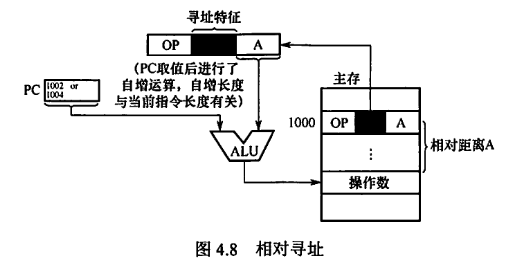 寻址特征
OP
A
(PC取值后进行了
自增运算，自增长度
与当前指令长度有关)
PC
1002 or
1004
ALU
主存
1000
OP
A
⋮
操作数
相对距离A
图 4.8 相对寻址